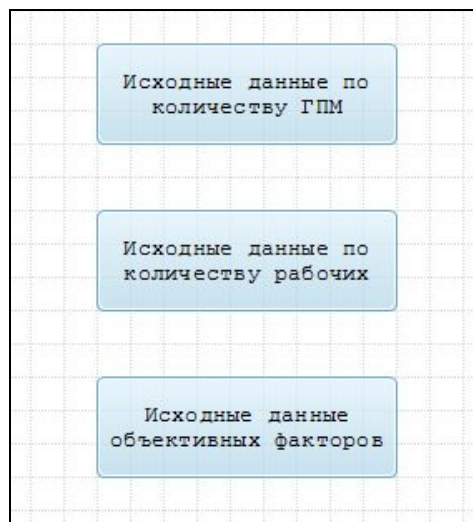 Исходные данные по
количеству ГПМ
Исходные данные по
количеству рабочих
Исходные данные
объективных факторов